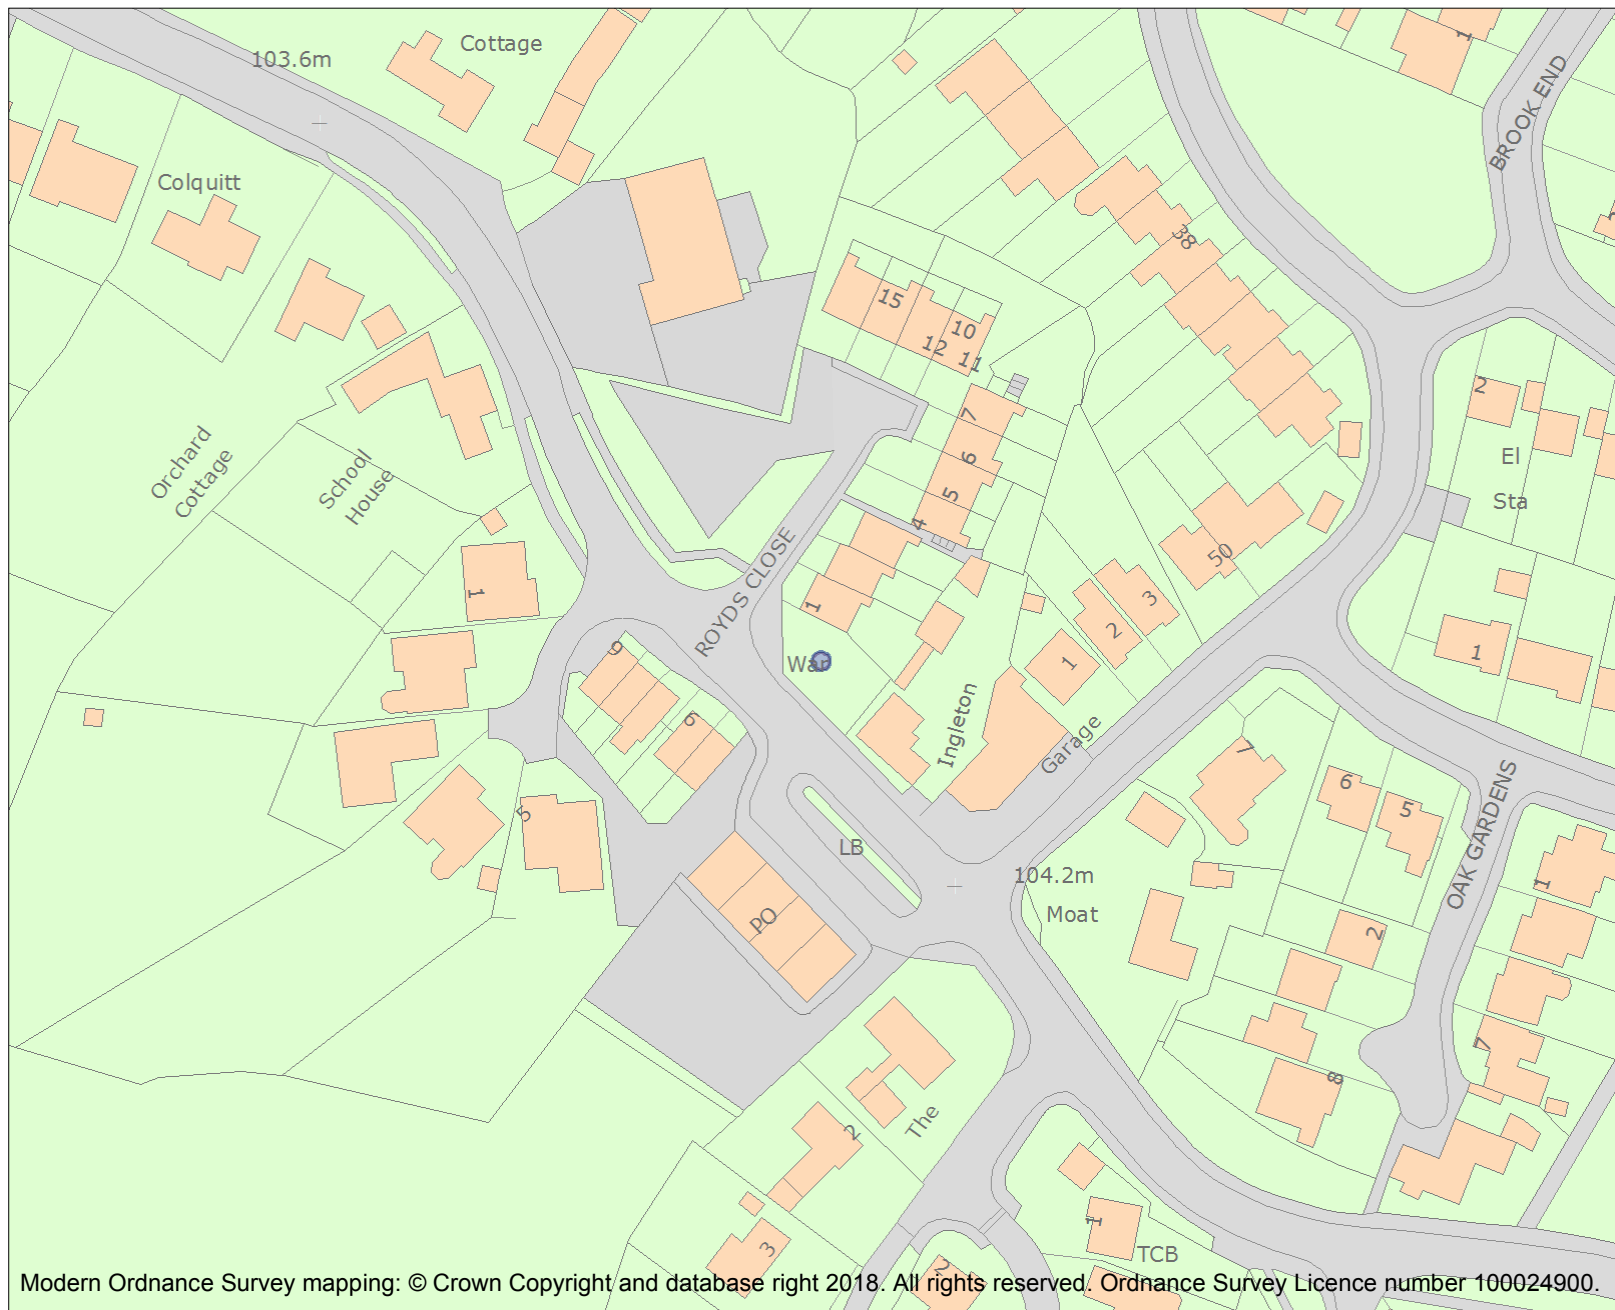 Cottage
103.6m
1
BROOK END
Colquitt
38
15
10
12
11
2
7
6
5
4
El
Sta
Orchard
Cottage
School
House
50
ROYDS CLOSE
1
1
3
2
1
1
War
9
6
Ingleton
Garage
7
6
5
OAK GARDENS
5
LB
104.2m
Moat
PO
1
2
7
8
The
2
1
3
TCB
2
Modern Ordnance Survey mapping: © Crown Copyright and database right 2018. All rights reserved. Ordnance Survey Licence number 100024900.